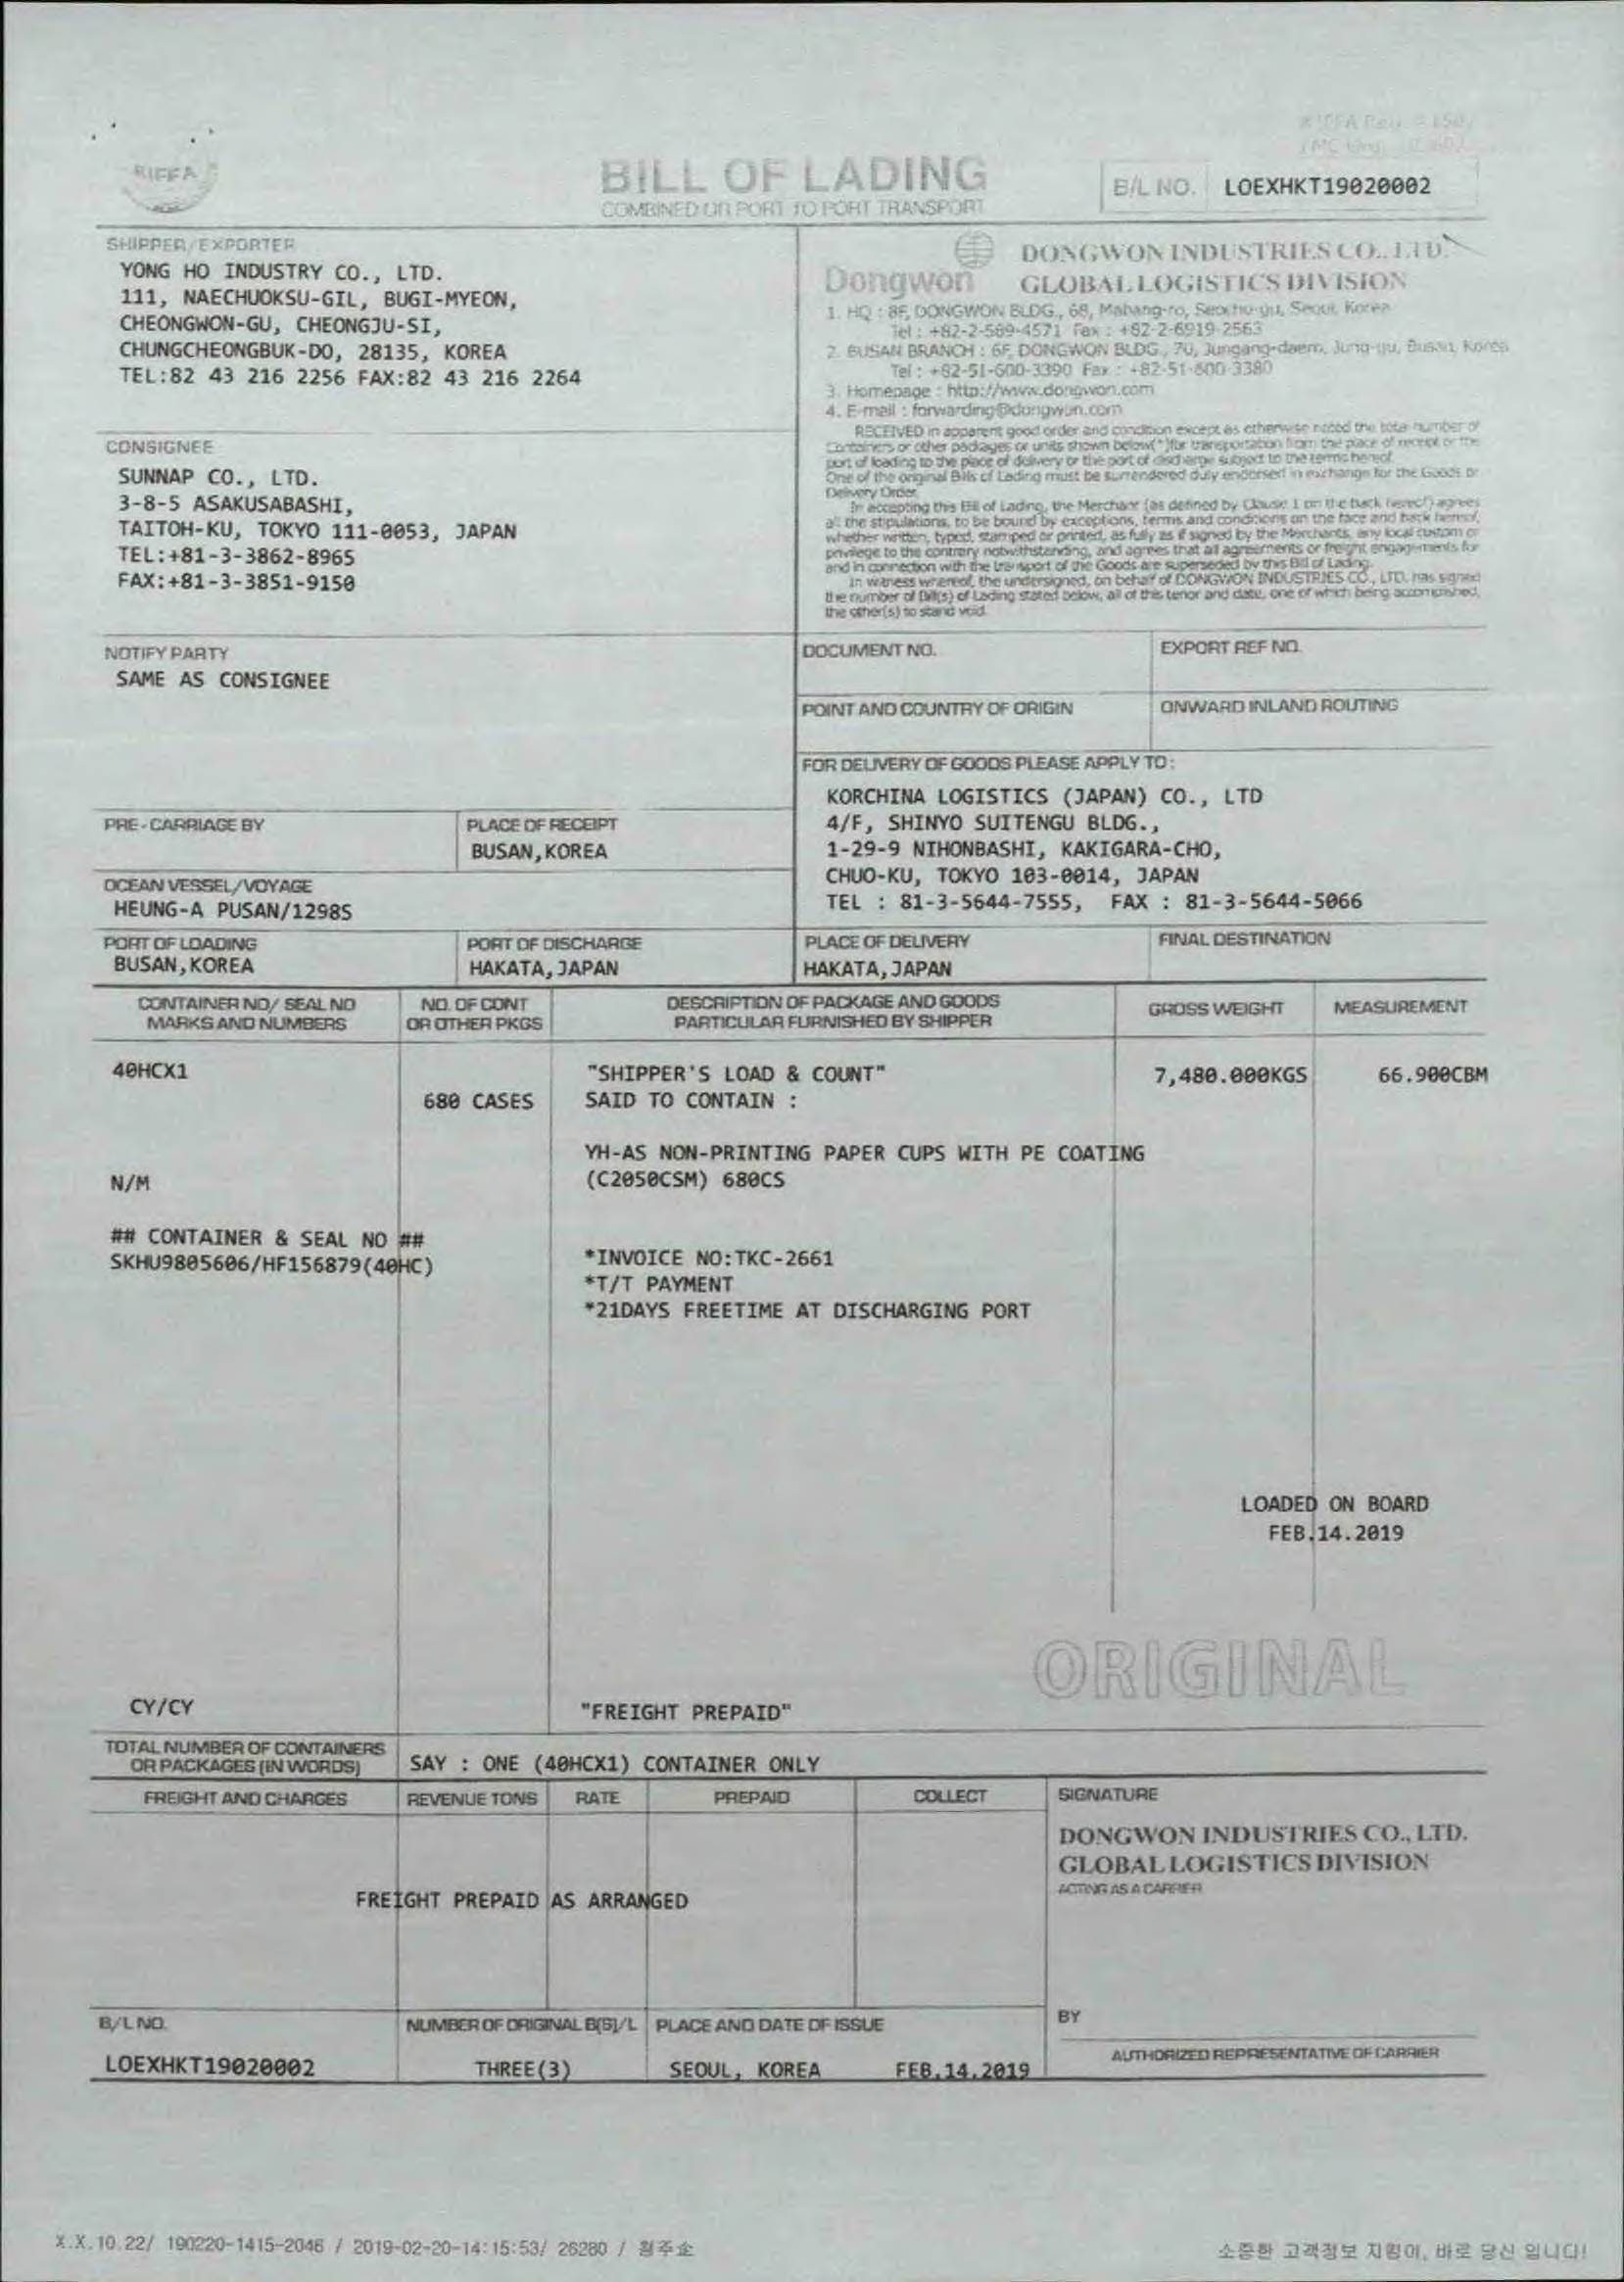 KIFFA
BILL OF LADING
COMBINED OR PORT TO PORT TRANSPORT
B/L NO. LOEXHKT19020002
SHIPPER/EXPORTER
YONG HO INDUSTRY CO., LTD.
111, NAECHUOKSU-GIL, BUGI-MYEON,
CHEONGWON-GU, CHEONGJU-SI,
CHUNGCHEONGBUK-DO, 28135, KOREA
TEL:82 43 216 2256 FAX:82 43 216 2264
CONSIGNEE
SUNNAP CO., LTD.
3-8-5 ASAKUSABASHI,
TAITOH-KU, TOKYO 111-0053, JAPAN
TEL:+81-3-3862-8965
FAX:+81-3-3851-9150
NOTIFY PARTY
SAME AS CONSIGNEE
Dongwon
DONGWON INDUSTRIES CO., LTD.
GLOBAL LOGISTICS DIVISION
1. HQ : 8F, DONGWON BLDG., 68, Mabang-ro, Seocho-gu, Seoul, Korea
Tel : +82-2-589-4571 Fax : +82-2-6919-2563
2. BUSAN BRANCH : 6F, DONGWON BLDG., 70, Jungang-daero, Jung-gu, Busan, Korea
Tel : +82-51-600-3390 Fax : +82-51-600-3380
3. Homepage : http://www.dongwon.com
4. E-mail : forwarding@dongwon.com
RECEIVED in apparent good order and condition except as otherwise noted the total number of
Containers or other packages or units shown below(*)for transportation from the place of receipt or the
port of loading to the place of delivery or the port of discharge subject to the terms hereof.
One of the original Bills of Lading must be surrendered duly endorsed in exchange for the Goods or
Delivery Order.
In accepting this Bill of Lading, the Merchant (as defined by Clause 1 on the back hereof) agrees
all the stipulations, to be bound by exceptions, terms and conditions on the face and back hereof,
whether written, typed, stamped or printed, as fully as if signed by the Merchants, any local custom or
privilege to the contrary notwithstanding, and agrees that all agreements or freight engagements for
and in connection with the transport of the Goods are superseded by this Bill of Lading.
In witness whereof, the undersigned, on behalf of DONGWON INDUSTRIES CO., LTD. has signed
the number of Bill(s) of Lading stated below, all of this tenor and date, one of which being accomplished,
the other(s) to stand void.
DOCUMENT NO.
EXPORT REF NO.
POINT AND COUNTRY OF ORIGIN
ONWARD INLAND ROUTING
FOR DELIVERY OF GOODS PLEASE APPLY TO :
KORCHINA LOGISTICS (JAPAN) CO., LTD
4/F, SHINYO SUITENGU BLDG.,
1-29-9 NIHONBASHI, KAKIGARA-CHO,
CHUO-KU, TOKYO 103-0014, JAPAN
TEL : 81-3-5644-7555, FAX : 81-3-5644-5066
PRE-CARRIAGE BY
PLACE OF RECEIPT
BUSAN,KOREA
OCEAN VESSEL/VOYAGE
HEUNG-A PUSAN/1298S
PORT OF LOADING
BUSAN,KOREA
PORT OF DISCHARGE
HAKATA,JAPAN
PLACE OF DELIVERY
HAKATA,JAPAN
FINAL DESTINATION
CONTAINER NO/ SEAL NO
MARKS AND NUMBERS
NO. OF CONT
OR OTHER PKGS
DESCRIPTION OF PACKAGE AND GOODS
PARTICULAR FURNISHED BY SHIPPER
GROSS WEIGHT
MEASUREMENT
40HCX1
"SHIPPER'S LOAD & COUNT" 7,480.000KGS 66.900CBM
680 CASES SAID TO CONTAIN :
YH-AS NON-PRINTING PAPER CUPS WITH PE COATING
N/M (C2050CSM) 680CS
## CONTAINER & SEAL NO ##
SKHU9805606/HF156879(40HC)
*INVOICE NO:TKC-2661
*T/T PAYMENT
*21DAYS FREETIME AT DISCHARGING PORT
LOADED ON BOARD
FEB.14.2019
ORIGINAL
CY/CY "FREIGHT PREPAID"
TOTAL NUMBER OF CONTAINERS
OR PACKAGES (IN WORDS)
SAY : ONE (40HCX1) CONTAINER ONLY
FREIGHT AND CHARGES REVENUE TONS RATE PREPAID COLLECT
FREIGHT PREPAID AS ARRANGED
SIGNATURE
DONGWON INDUSTRIES CO., LTD.
GLOBAL LOGISTICS DIVISION
ACTING AS A CARRIER
BY
AUTHORIZED REPRESENTATIVE OF CARRIER
B/L NO.
LOEXHKT19020002
NUMBER OF ORIGINAL B(S)/L
THREE(3)
PLACE AND DATE OF ISSUE
SEOUL, KOREA FEB.14.2019
X.X.10.22/ 190220-1415-2046 / 2019-02-20-14:15:53/ 26280 /
소중한 고객정보 지킴이, 바로 당신 입니다!